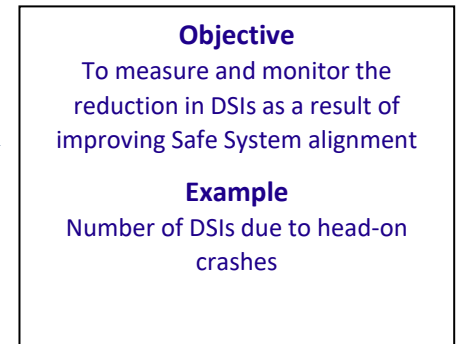 Objective
To measure and monitor the
reduction in DSIs as a result of
improving Safe System alignment
Example
Number of DSIs due to head-on
crashes